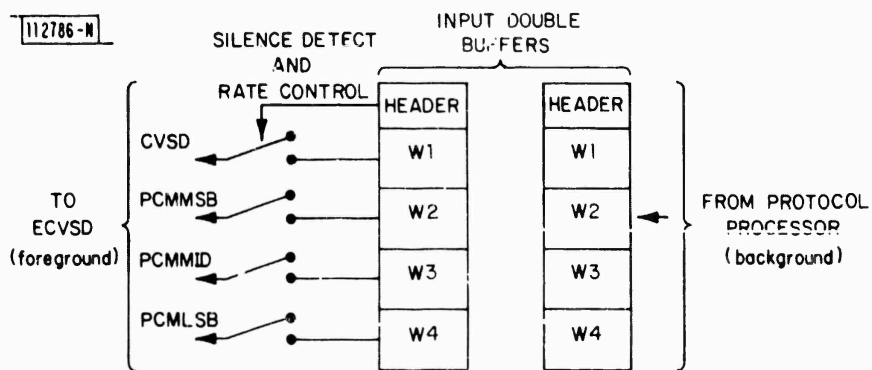 112786-N
INPUT DOUBLE
BUFFERS
SILENCE DETECT
AND
RATE CONTROL
HEADER
HEADER
CVSD
W1
W1
TO
ECVSD
(foreground)
PCMMSB
W2
W2
FROM PROTOCOL
PROCESSOR
(background)
PCMMID
W3
W3
PCMLSB
W4
W4